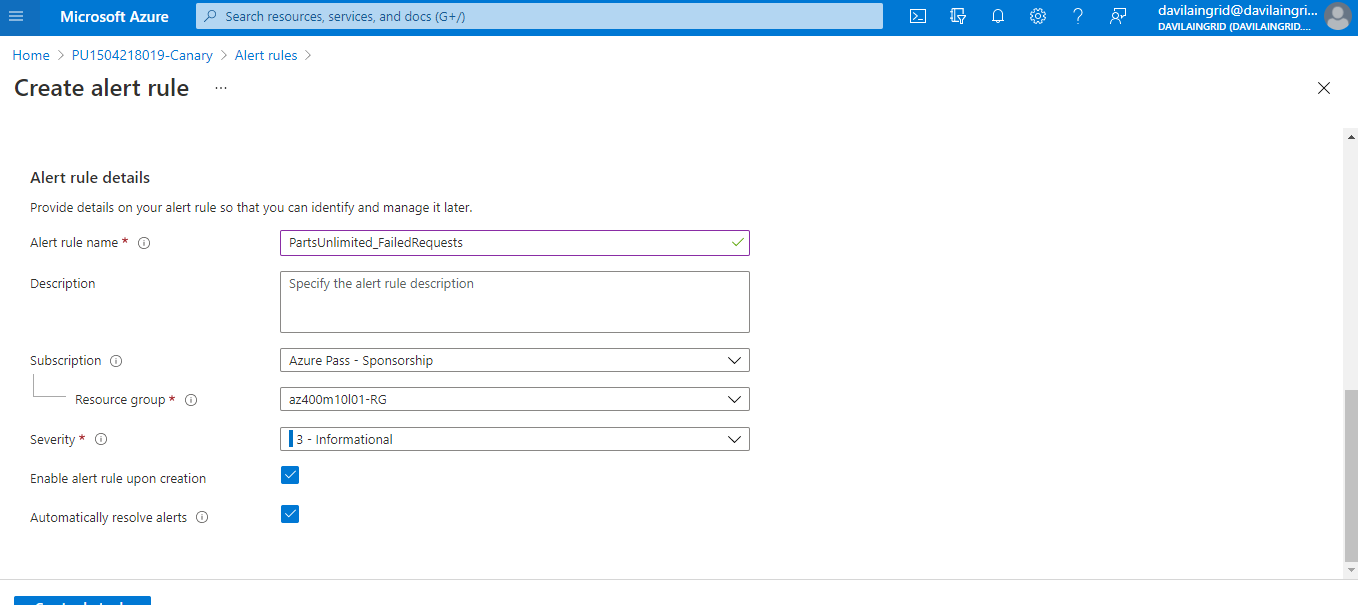 Microsoft Azure
Search resources, services, and docs (G+/)
davilaingrid@davilaingri...
DAVILAINGRID (DAVILAINGRID....
Home > PU1504218019-Canary > Alert rules >
Create alert rule ...
Alert rule details
Provide details on your alert rule so that you can identify and manage it later.
Alert rule name *
PartsUnlimited_FailedRequests
Description
Specify the alert rule description
Subscription
Azure Pass - Sponsorship
Resource group *
az400m10l01-RG
Severity *
3 - Informational
Enable alert rule upon creation
Automatically resolve alerts